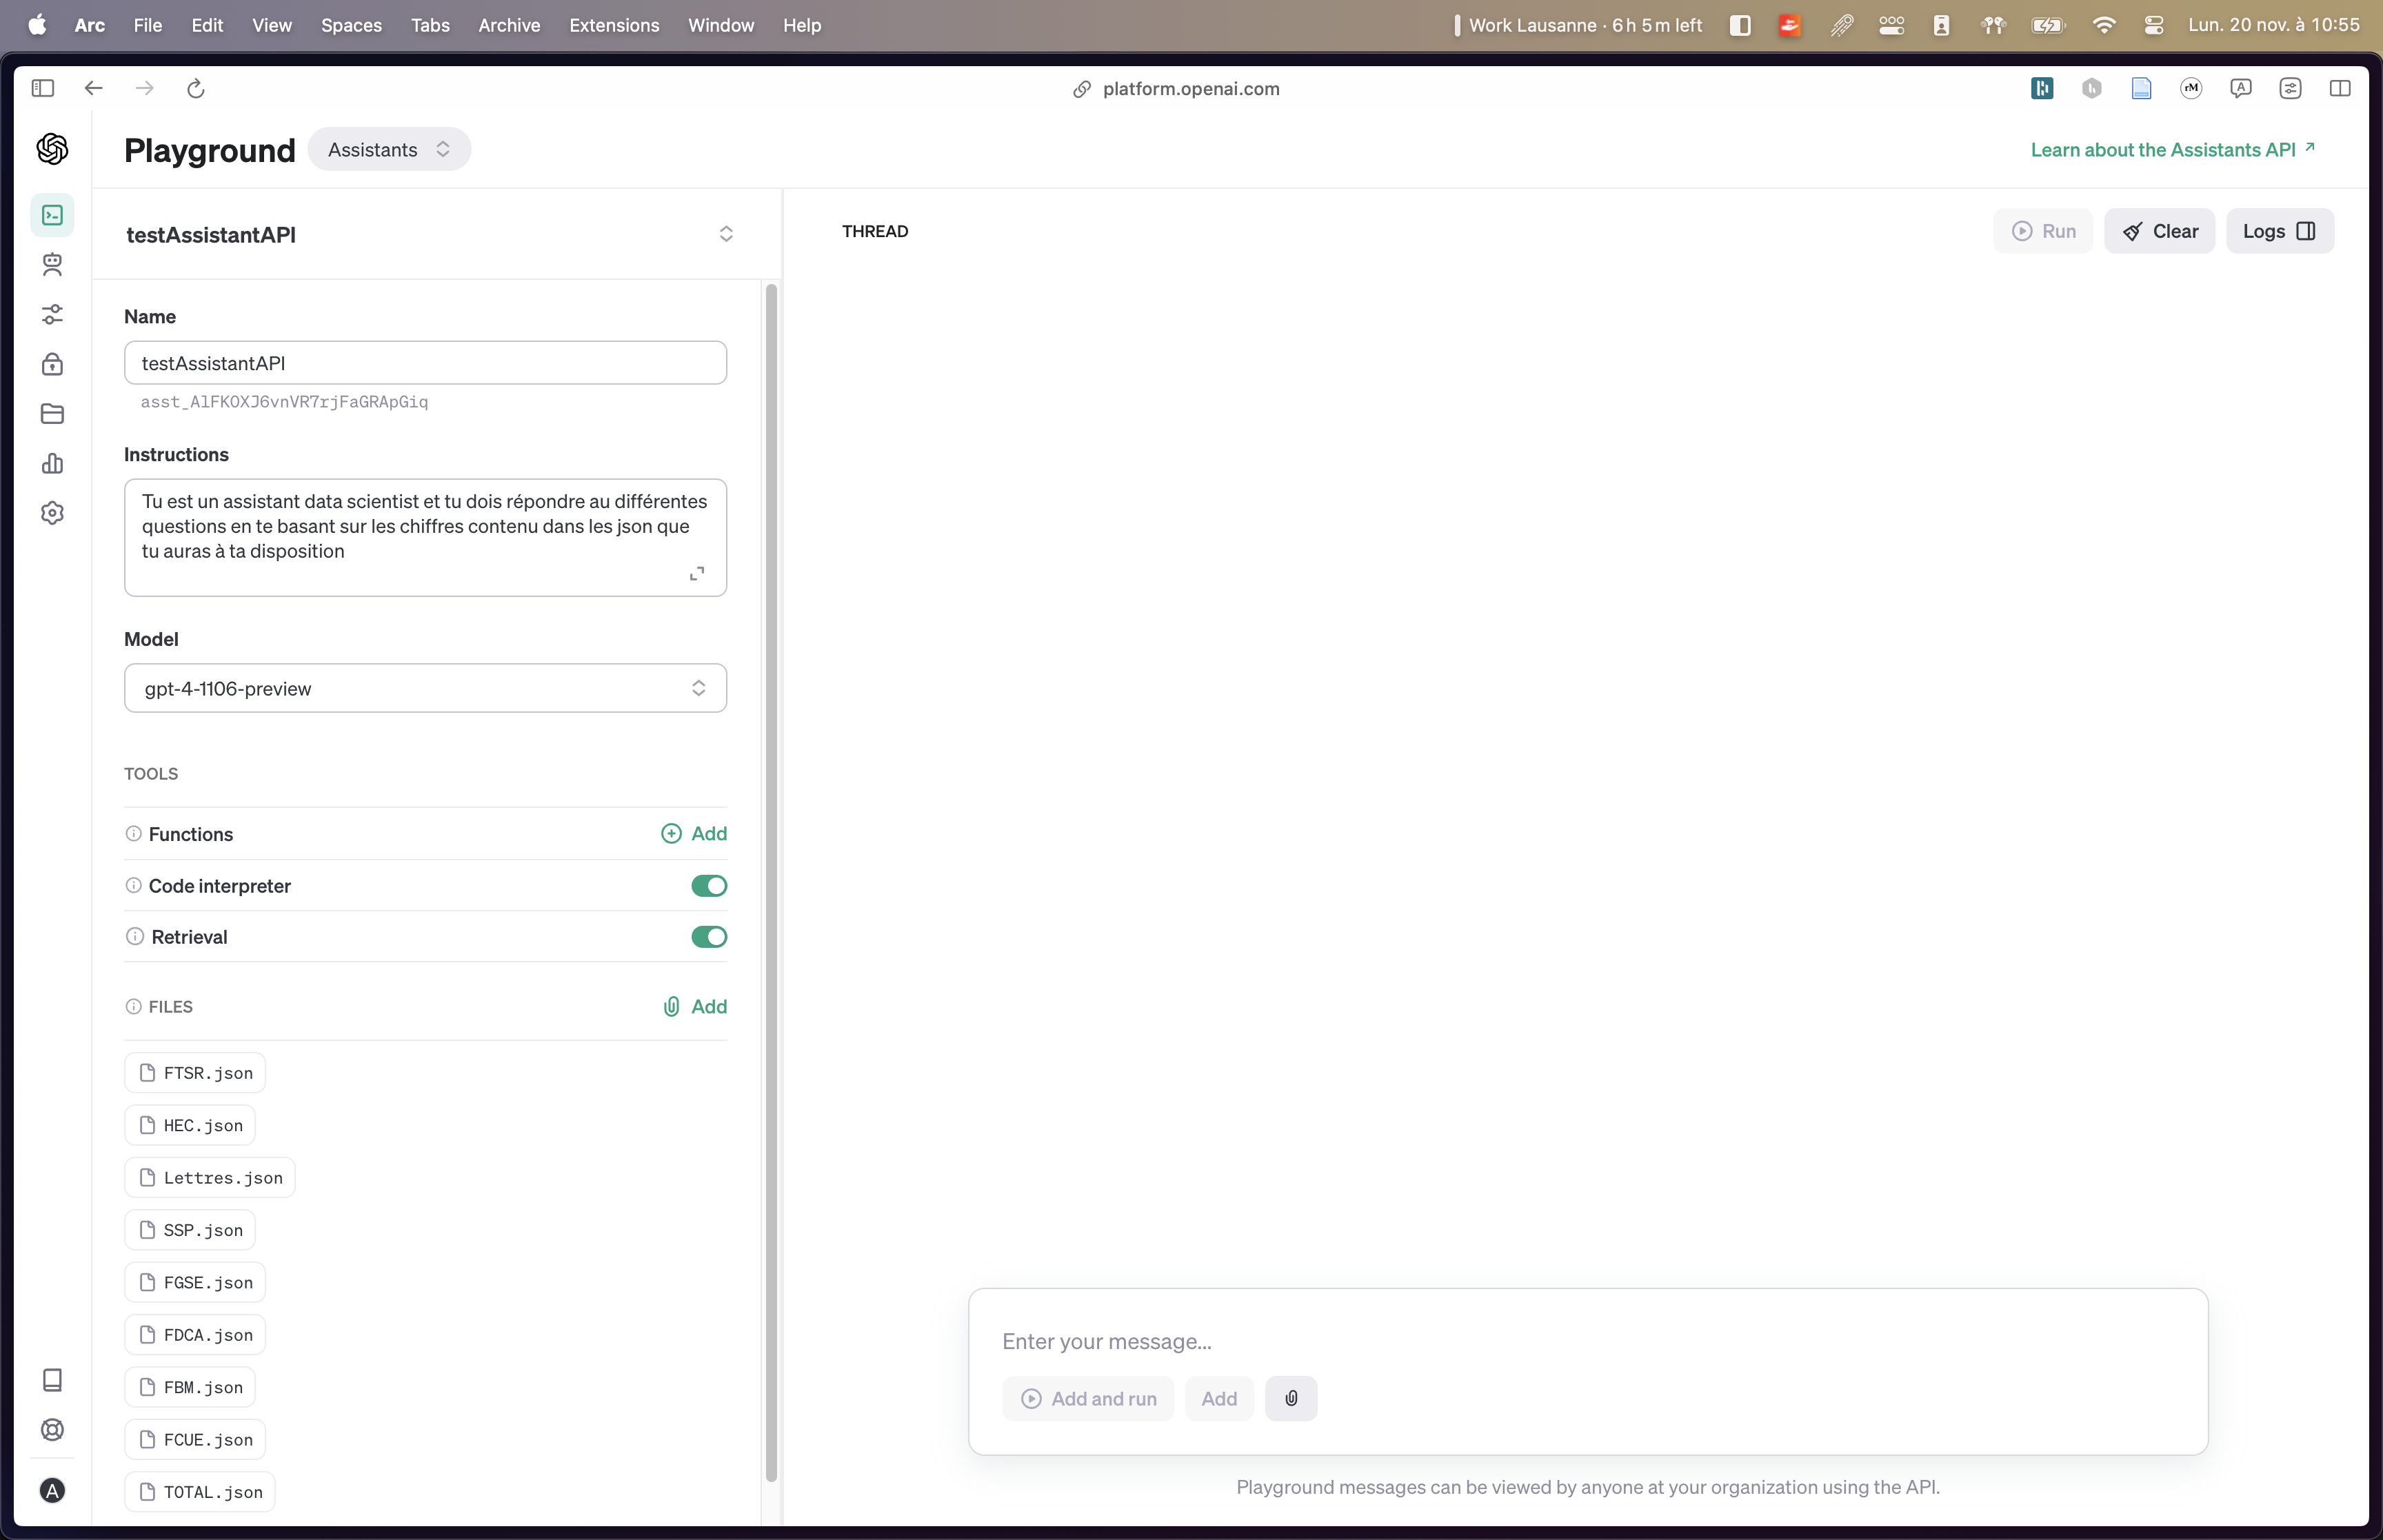 Arc File Edit View Spaces Tabs Archive Extensions Window Help Work Lausanne · 6 h 5 m left Lun. 20 nov. à 10:55
platform.openai.com
rM
Playground Assistants Learn about the Assistants API ↗
testAssistantAPI
THREAD Run Clear Logs
Name
testAssistantAPI
asst_AlFKOXJ6vnVR7rjFaGRApGiq
Instructions
Tu est un assistant data scientist et tu dois répondre au différentes
questions en te basant sur les chiffres contenu dans les json que
tu auras à ta disposition
Model
gpt-4-1106-preview
TOOLS
Functions Add
Code interpreter
Retrieval
FILES Add
FTSR.json
HEC.json
Lettres.json
SSP.json
FGSE.json
FDCA.json
FBM.json
FCUE.json
TOTAL.json
A
Enter your message...
Add and run Add
Playground messages can be viewed by anyone at your organization using the API.